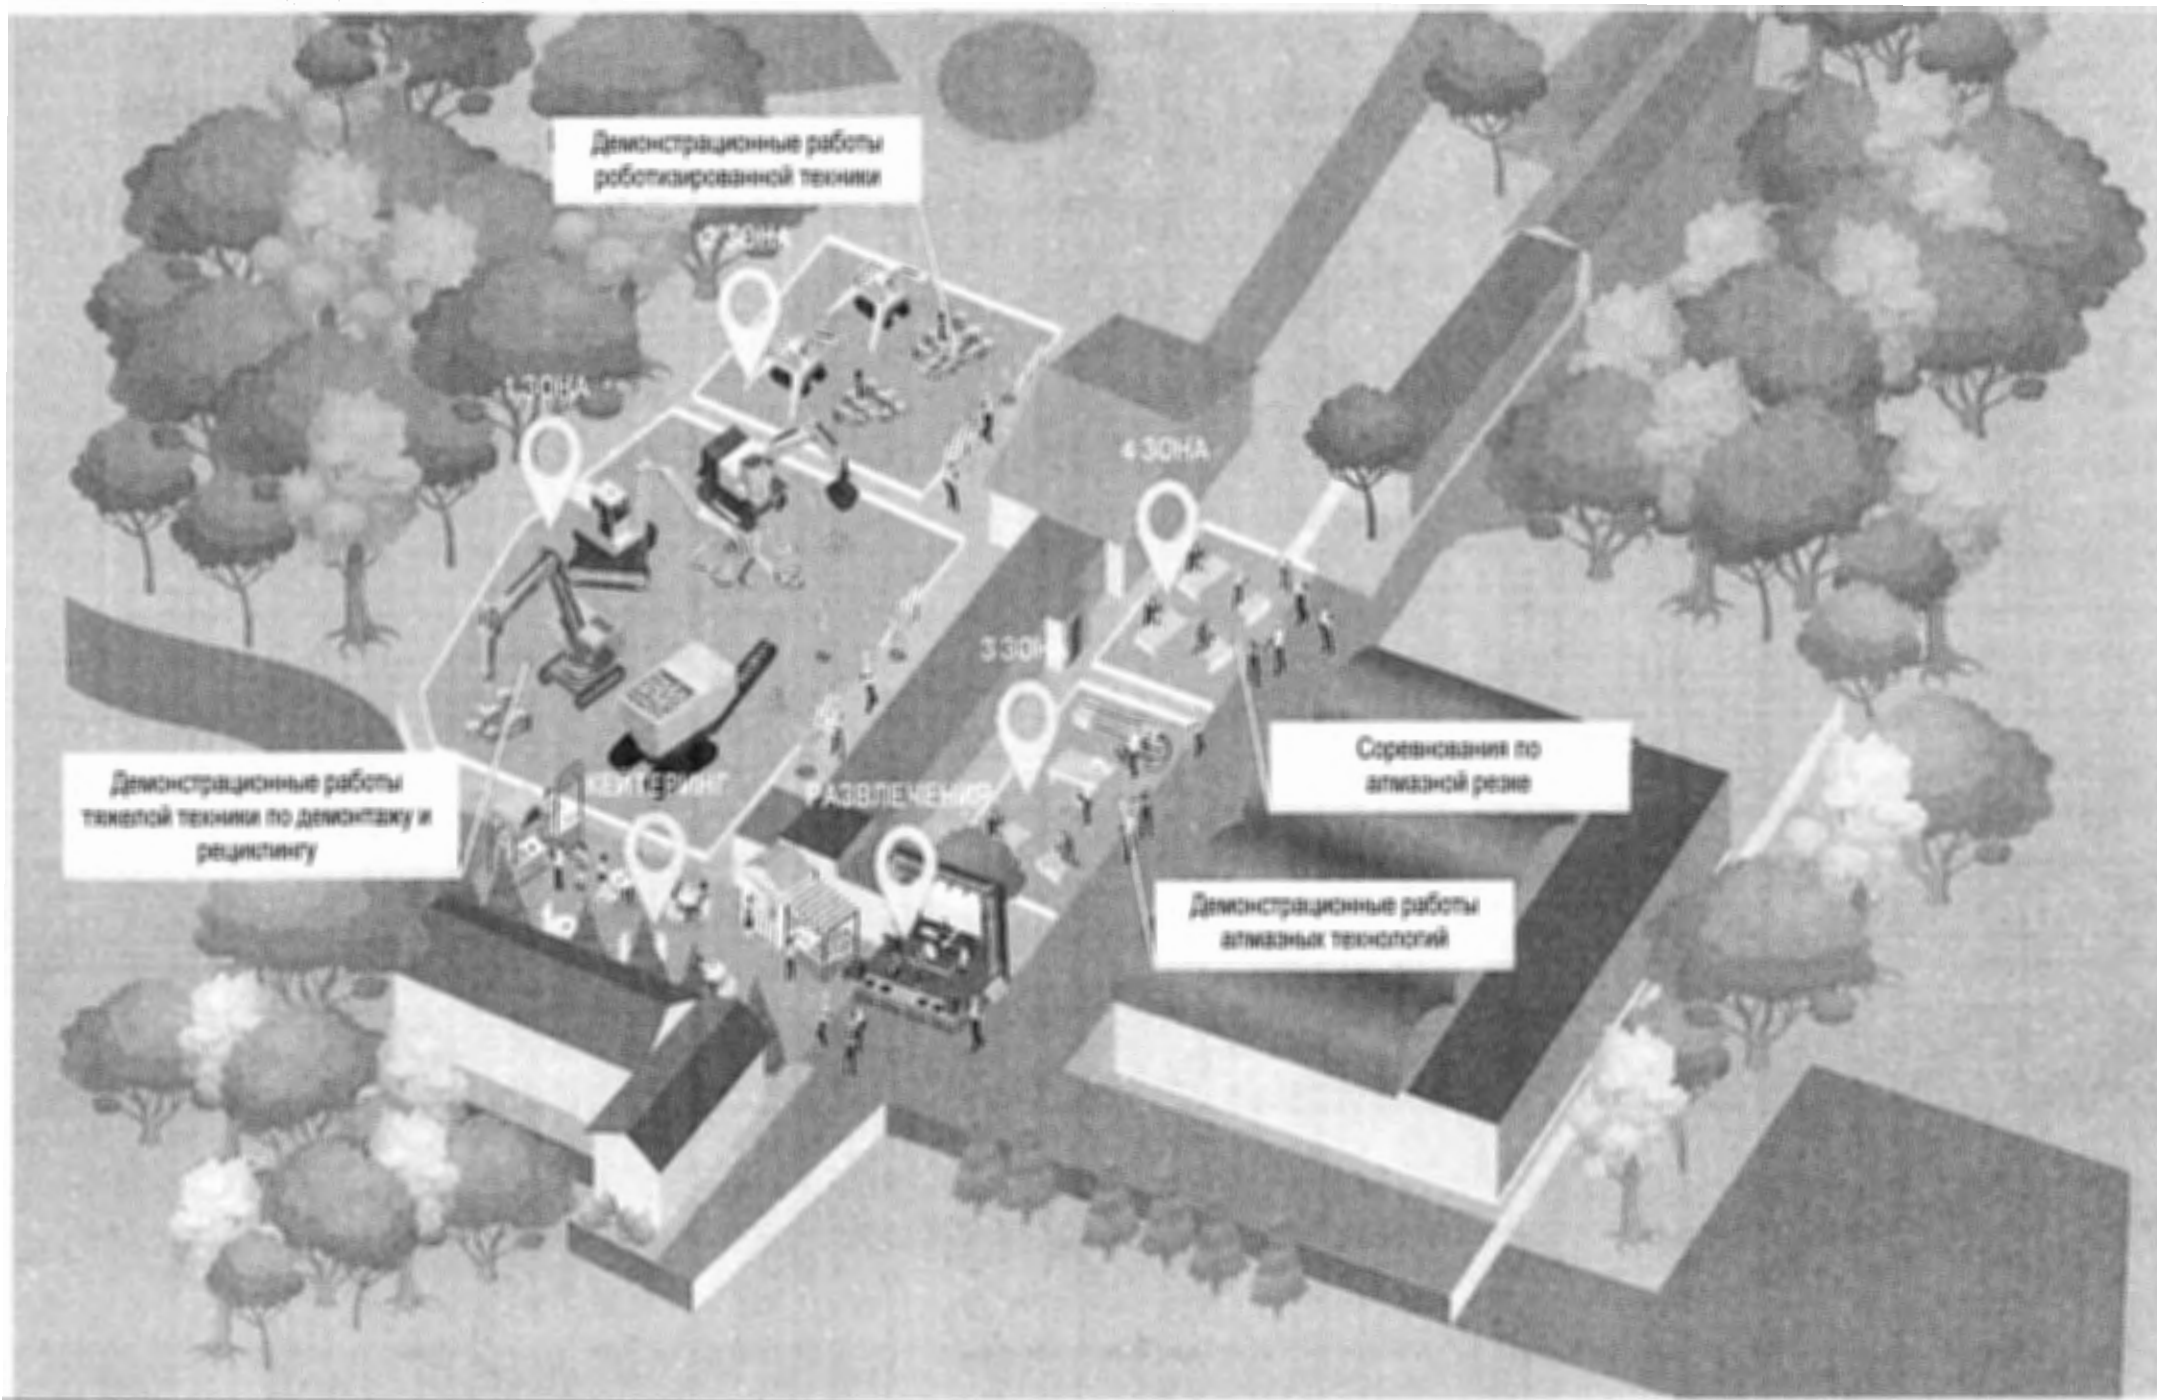 Демонстрационные работы
роботизированной техники
2 ЗОНА
1 ЗОНА
4 ЗОНА
3 ЗОНА
Соревнования по
алмазной резке
Демонстрационные работы
тяжелой техники по демонтажу и
рециклингу
КЕЙТЕРИНГ
РАЗВЛЕЧЕНИЯ
Демонстрационные работы
алмазных технологий